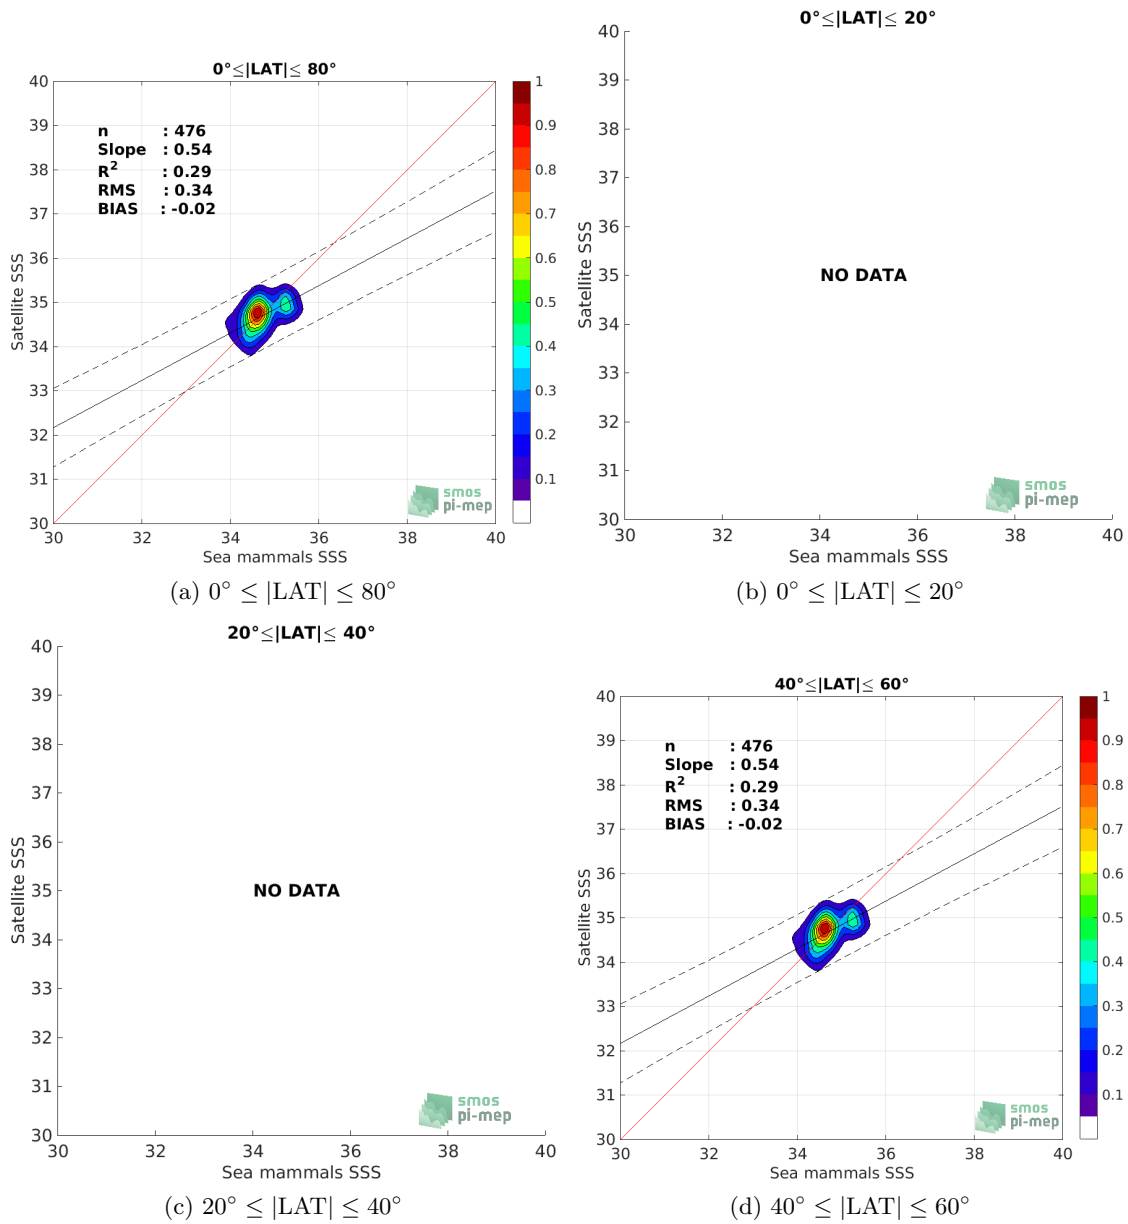 0°≤|LAT|≤ 80°
40
39
38
37
36
35
34
33
32
31
30
Satellite SSS
n : 476
Slope : 0.54
R² : 0.29
RMS : 0.34
BIAS : -0.02
smos
pi-mep
30 32 34 36 38 40
Sea mammals SSS
1
0.9
0.8
0.7
0.6
0.5
0.4
0.3
0.2
0.1
(a) 0° ≤ |LAT| ≤ 80°
0°≤|LAT|≤ 20°
40
39
38
37
36
35
34
33
32
31
30
Satellite SSS
NO DATA
smos
pi-mep
30 32 34 36 38 40
Sea mammals SSS
(b) 0° ≤ |LAT| ≤ 20°
20°≤|LAT|≤ 40°
40
39
38
37
36
35
34
33
32
31
30
Satellite SSS
NO DATA
smos
pi-mep
30 32 34 36 38 40
Sea mammals SSS
(c) 20° ≤ |LAT| ≤ 40°
40°≤|LAT|≤ 60°
40
39
38
37
36
35
34
33
32
31
30
Satellite SSS
n : 476
Slope : 0.54
R² : 0.29
RMS : 0.34
BIAS : -0.02
smos
pi-mep
30 32 34 36 38 40
Sea mammals SSS
1
0.9
0.8
0.7
0.6
0.5
0.4
0.3
0.2
0.1
(d) 40° ≤ |LAT| ≤ 60°